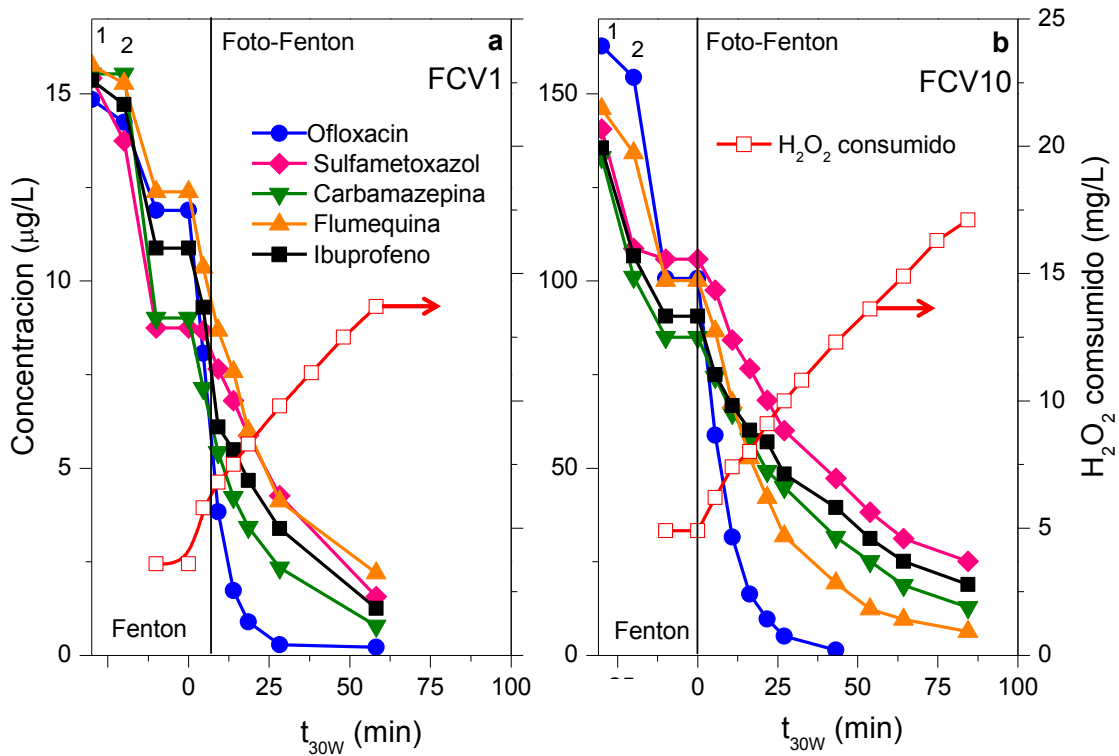 1
2
Foto-Fenton
a
FCV1
Ofloxacin
Sulfametoxazol
Carbamazepina
Flumequina
Ibuprofeno
Fenton
Concentracion (μg/L)
15
10
5
0
0
25
50
75
100
t30W (min)
1
2
Foto-Fenton
b
FCV10
H2O2 consumido
Fenton
150
100
50
0
0
25
50
75
100
t30W (min)
25
20
15
10
5
0
H2O2 consumido (mg/L)